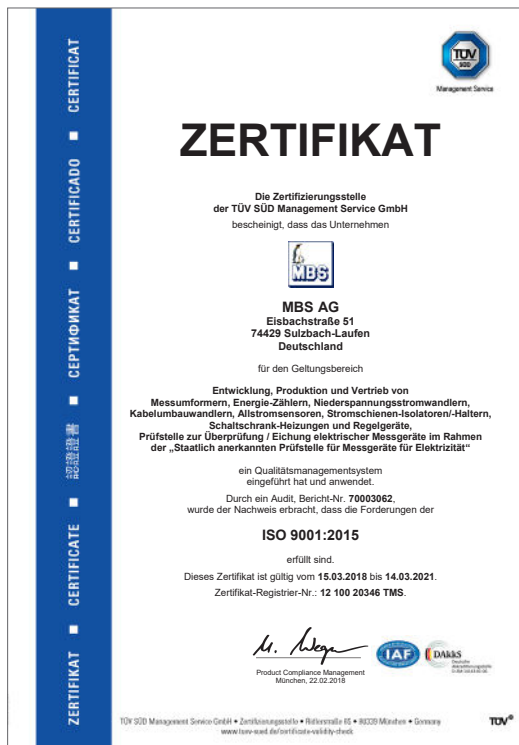 TÜV
SÜD
Management Service
ZERTIFIKAT
Die Zertifizierungsstelle
der TÜV SÜD Management Service GmbH
bescheinigt, dass das Unternehmen
MBS
MBS AG
Eisbachstraße 51
74429 Sulzbach-Laufen
Deutschland
für den Geltungsbereich
Entwicklung, Produktion und Vertrieb von
Messumformern, Energie-Zählern, Niederspannungsstromwandlern,
Kabelumbauwandlern, Allstromsensoren, Stromschienen-Isolatoren/-Haltern,
Schaltschrank-Heizungen und Regelgeräte,
Prüfstelle zur Überprüfung / Eichung elektrischer Messgeräte im Rahmen
der „Staatlich anerkannten Prüfstelle für Messgeräte für Elektrizität“
ein Qualitätsmanagementsystem
eingeführt hat und anwendet.
Durch ein Audit, Bericht-Nr. 70003062,
wurde der Nachweis erbracht, dass die Forderungen der
ISO 9001:2015
erfüllt sind.
Dieses Zertifikat ist gültig vom 15.03.2018 bis 14.03.2021.
Zertifikat-Registrier-Nr.: 12 100 20346 TMS.
Product Compliance Management
München, 22.02.2018
IAF
DAkkS
Deutsche
Akkreditierungsstelle
TÜV SÜD Management Service GmbH • Zertifizierungsstelle • Ridlerstraße 65 • 80339 München • Germany
www.tuev-sued.de/certificate-validity-check
TÜV®
ZERTIFIKAT ■ CERTIFICATE ■ 認證證書 ■ СЕРТИФИКАТ ■ CERTIFICADO ■ CERTIFICAT